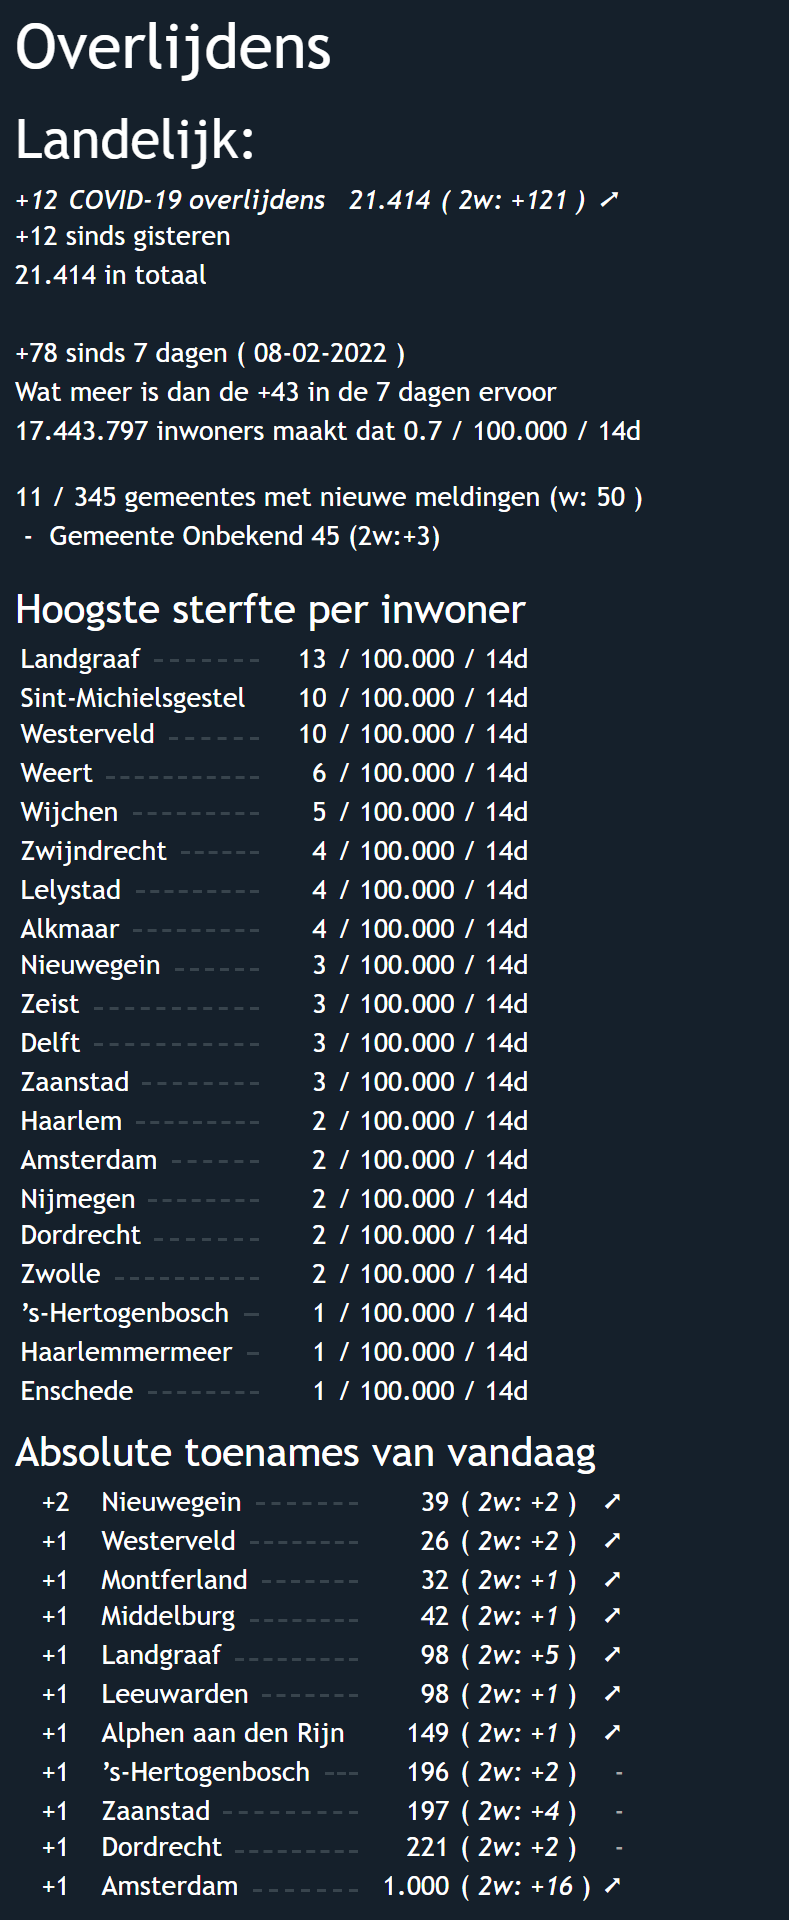 Overlijdens
Landelijk:
+12 COVID-19 overlijdens 21.414 ( 2w: +121 ) ➚
+12 sinds gisteren
21.414 in totaal
+78 sinds 7 dagen ( 08-02-2022 )
Wat meer is dan de +43 in de 7 dagen ervoor
17.443.797 inwoners maakt dat 0.7 / 100.000 / 14d
11 / 345 gemeentes met nieuwe meldingen (w: 50 )
- Gemeente Onbekend 45 (2w:+3)
Hoogste sterfte per inwoner
Landgraaf ------- 13 / 100.000 / 14d
Sint-Michielsgestel 10 / 100.000 / 14d
Westerveld ------ 10 / 100.000 / 14d
Weert ----------- 6 / 100.000 / 14d
Wijchen --------- 5 / 100.000 / 14d
Zwijndrecht ------ 4 / 100.000 / 14d
Lelystad --------- 4 / 100.000 / 14d
Alkmaar --------- 4 / 100.000 / 14d
Nieuwegein ------ 3 / 100.000 / 14d
Zeist ------------ 3 / 100.000 / 14d
Delft ------------ 3 / 100.000 / 14d
Zaanstad -------- 3 / 100.000 / 14d
Haarlem --------- 2 / 100.000 / 14d
Amsterdam ------ 2 / 100.000 / 14d
Nijmegen -------- 2 / 100.000 / 14d
Dordrecht ------- 2 / 100.000 / 14d
Zwolle ---------- 2 / 100.000 / 14d
’s-Hertogenbosch - 1 / 100.000 / 14d
Haarlemmermeer - 1 / 100.000 / 14d
Enschede -------- 1 / 100.000 / 14d
Absolute toenames van vandaag
+2 Nieuwegein ------- 39 ( 2w: +2 ) ➚
+1 Westerveld -------- 26 ( 2w: +2 ) ➚
+1 Montferland ------- 32 ( 2w: +1 ) ➚
+1 Middelburg -------- 42 ( 2w: +1 ) ➚
+1 Landgraaf --------- 98 ( 2w: +5 ) ➚
+1 Leeuwarden ------- 98 ( 2w: +1 ) ➚
+1 Alphen aan den Rijn 149 ( 2w: +1 ) ➚
+1 ’s-Hertogenbosch --- 196 ( 2w: +2 ) -
+1 Zaanstad ---------- 197 ( 2w: +4 ) -
+1 Dordrecht --------- 221 ( 2w: +2 ) -
+1 Amsterdam ------- 1.000 ( 2w: +16 ) ➚